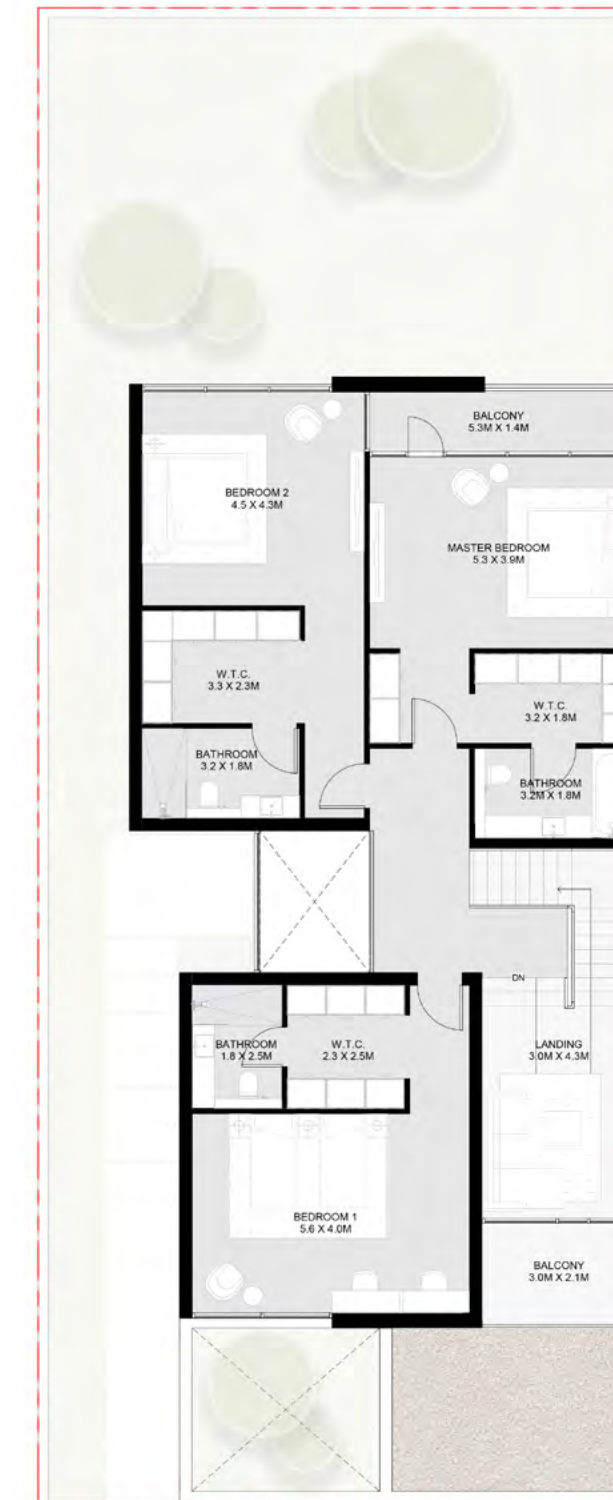 BALCONY
5.3M X 1.4M
BEDROOM 2
4.5 X 4.3M
MASTER BEDROOM
5.3 X 3.9M
W.T.C.
3.3 X 2.3M
W.T.C.
3.2 X 1.8M
BATHROOM
3.2 X 1.8M
BATHROOM
3.2M X 1.8M
DN
BATHROOM
1.8 X 2.5M
W.T.C.
2.3 X 2.5M
LANDING
3.0M X 4.3M
BEDROOM 1
5.6 X 4.0M
BALCONY
3.0M X 2.1M